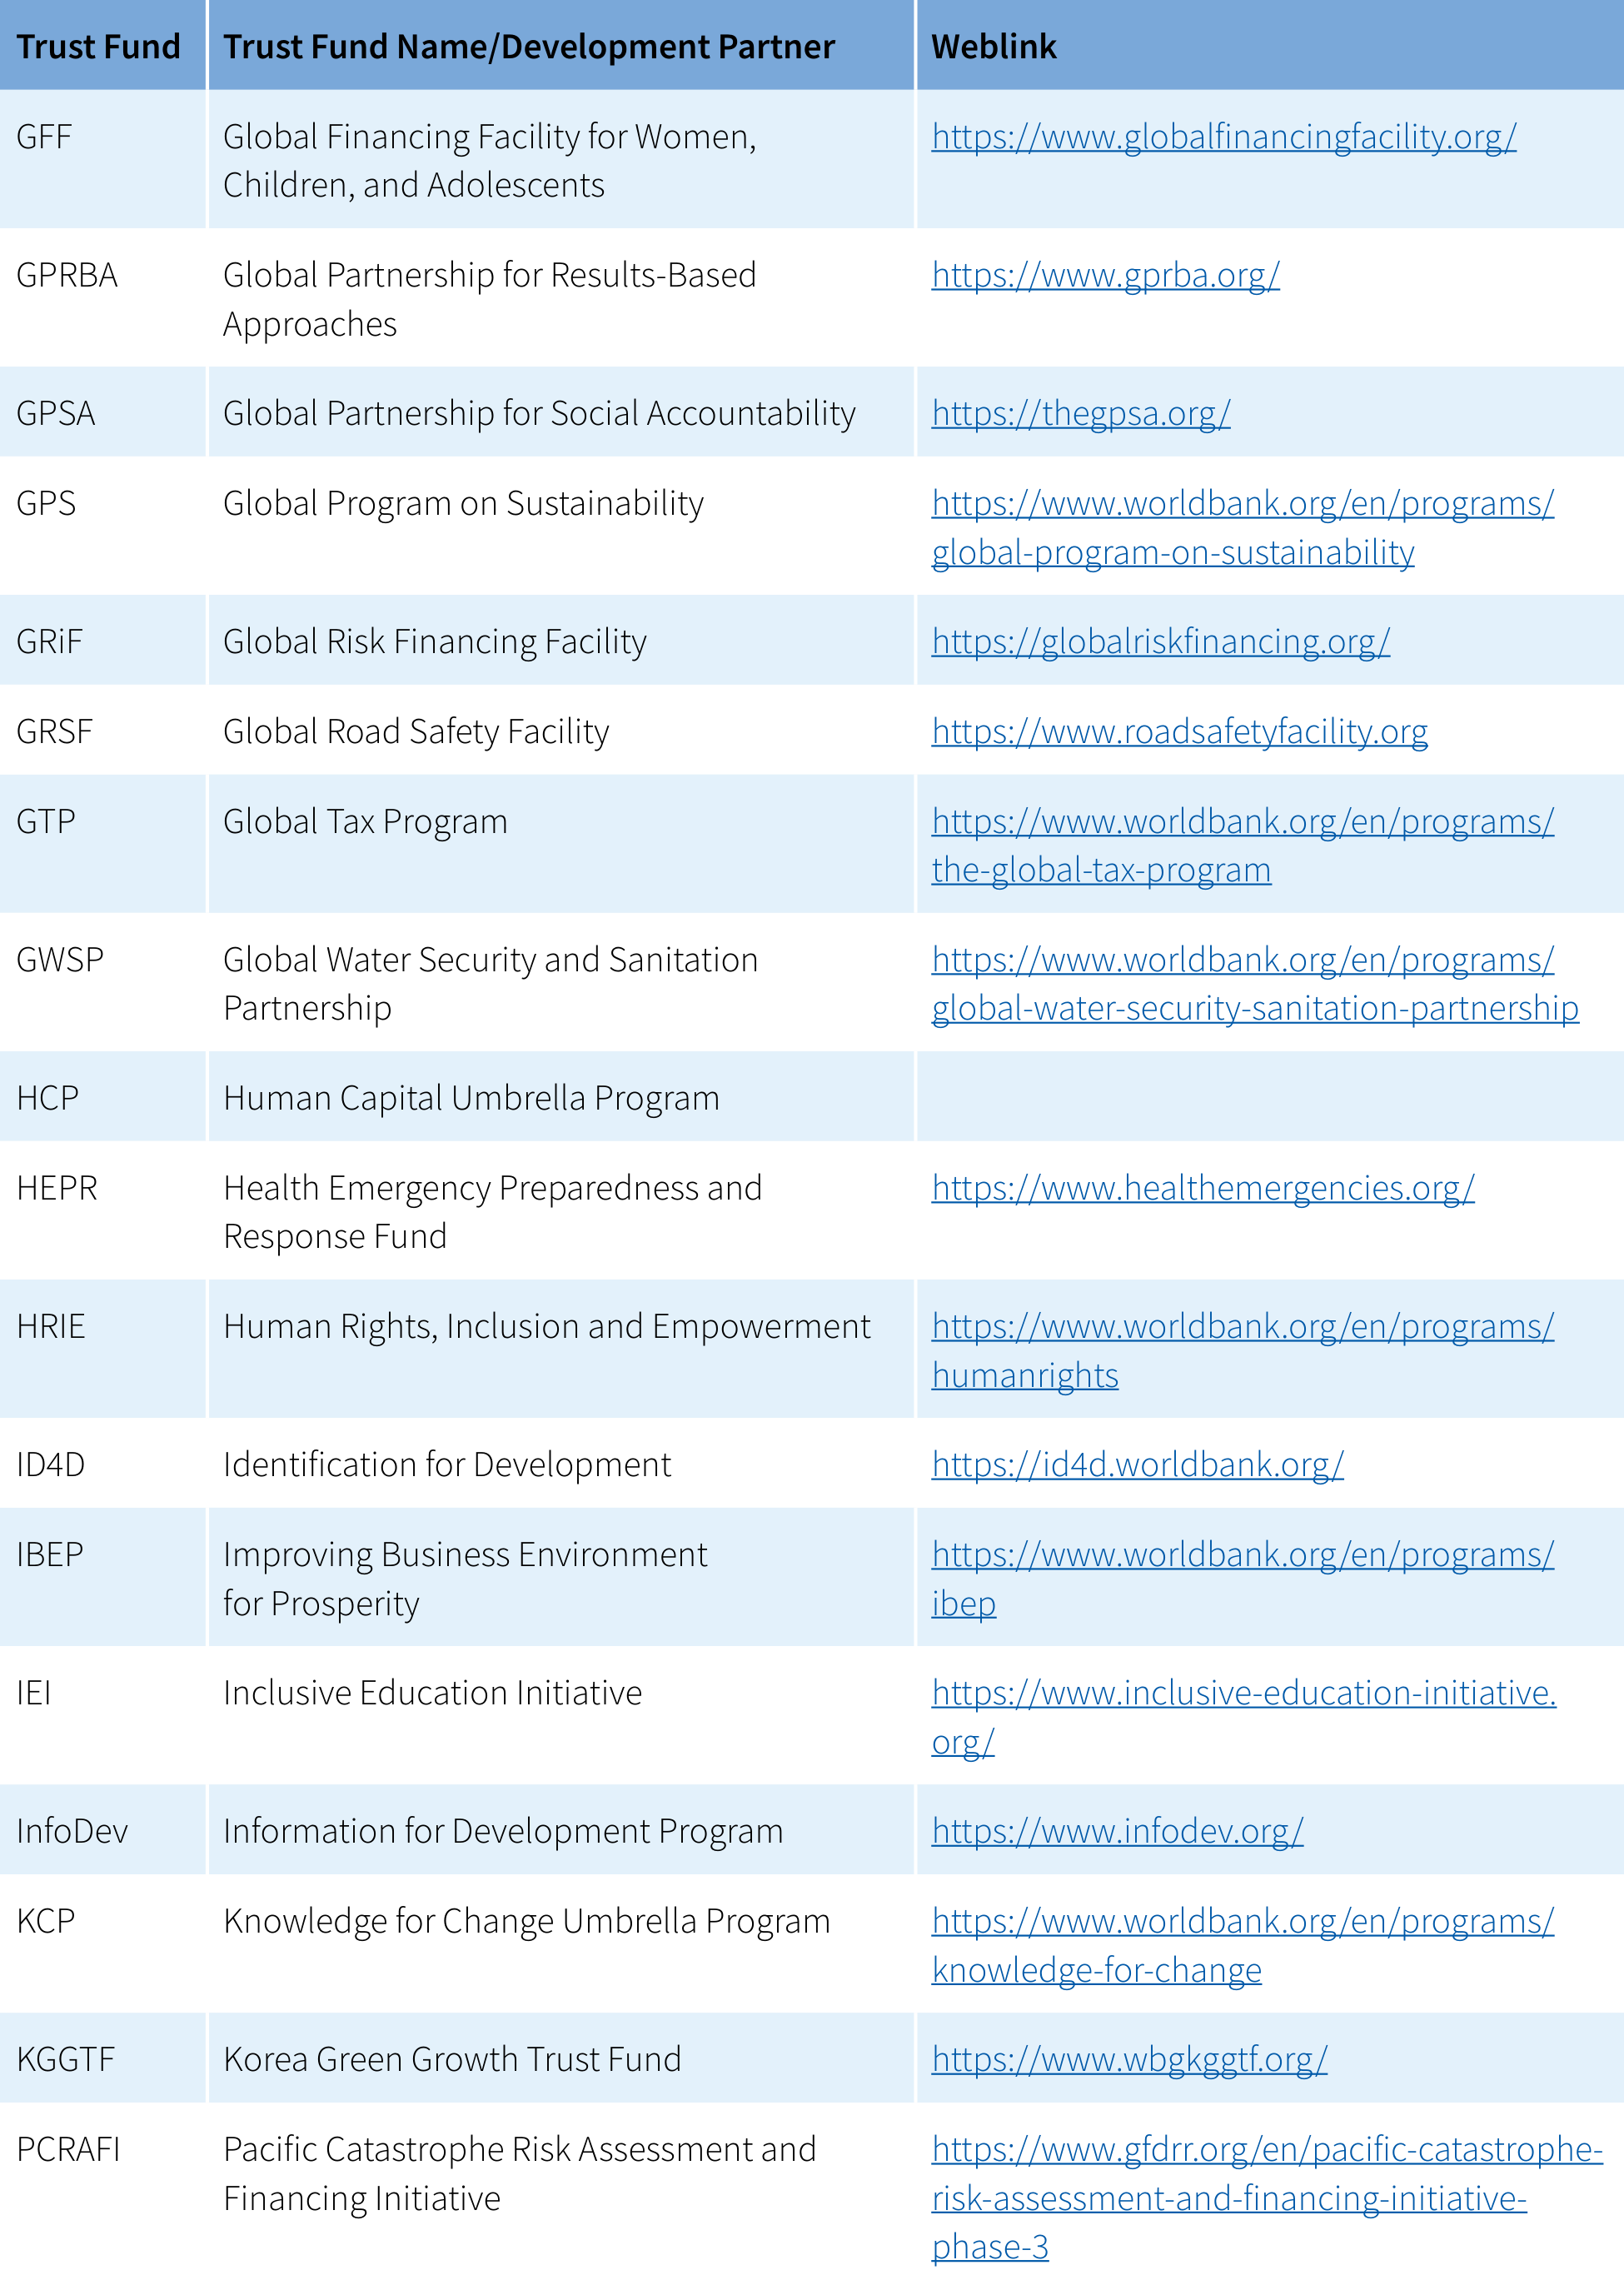 Trust Fund Trust Fund Name/Development Partner Weblink
GFF Global Financing Facility for Women, https://www.globalfinancingfacility.org/
Children, and Adolescents
GPRBA Global Partnership for Results-Based https://www.gprba.org/
Approaches
GPSA Global Partnership for Social Accountability https://thegpsa.org/
GPS Global Program on Sustainability https://www.worldbank.org/en/programs/
global-program-on-sustainability
GRiF Global Risk Financing Facility https://globalriskfinancing.org/
GRSF Global Road Safety Facility https://www.roadsafetyfacility.org
GTP Global Tax Program https://www.worldbank.org/en/programs/
the-global-tax-program
GWSP Global Water Security and Sanitation https://www.worldbank.org/en/programs/
Partnership global-water-security-sanitation-partnership
HCP Human Capital Umbrella Program
HEPR Health Emergency Preparedness and https://www.healthemergencies.org/
Response Fund
HRIE Human Rights, Inclusion and Empowerment https://www.worldbank.org/en/programs/
humanrights
ID4D Identification for Development https://id4d.worldbank.org/
IBEP Improving Business Environment https://www.worldbank.org/en/programs/
for Prosperity ibep
IEI Inclusive Education Initiative https://www.inclusive-education-initiative.
org/
InfoDev Information for Development Program https://www.infodev.org/
KCP Knowledge for Change Umbrella Program https://www.worldbank.org/en/programs/
knowledge-for-change
KGGTF Korea Green Growth Trust Fund https://www.wbgkggtf.org/
PCRAFI Pacific Catastrophe Risk Assessment and https://www.gfdrr.org/en/pacific-catastrophe-
Financing Initiative risk-assessment-and-financing-initiative-
phase-3